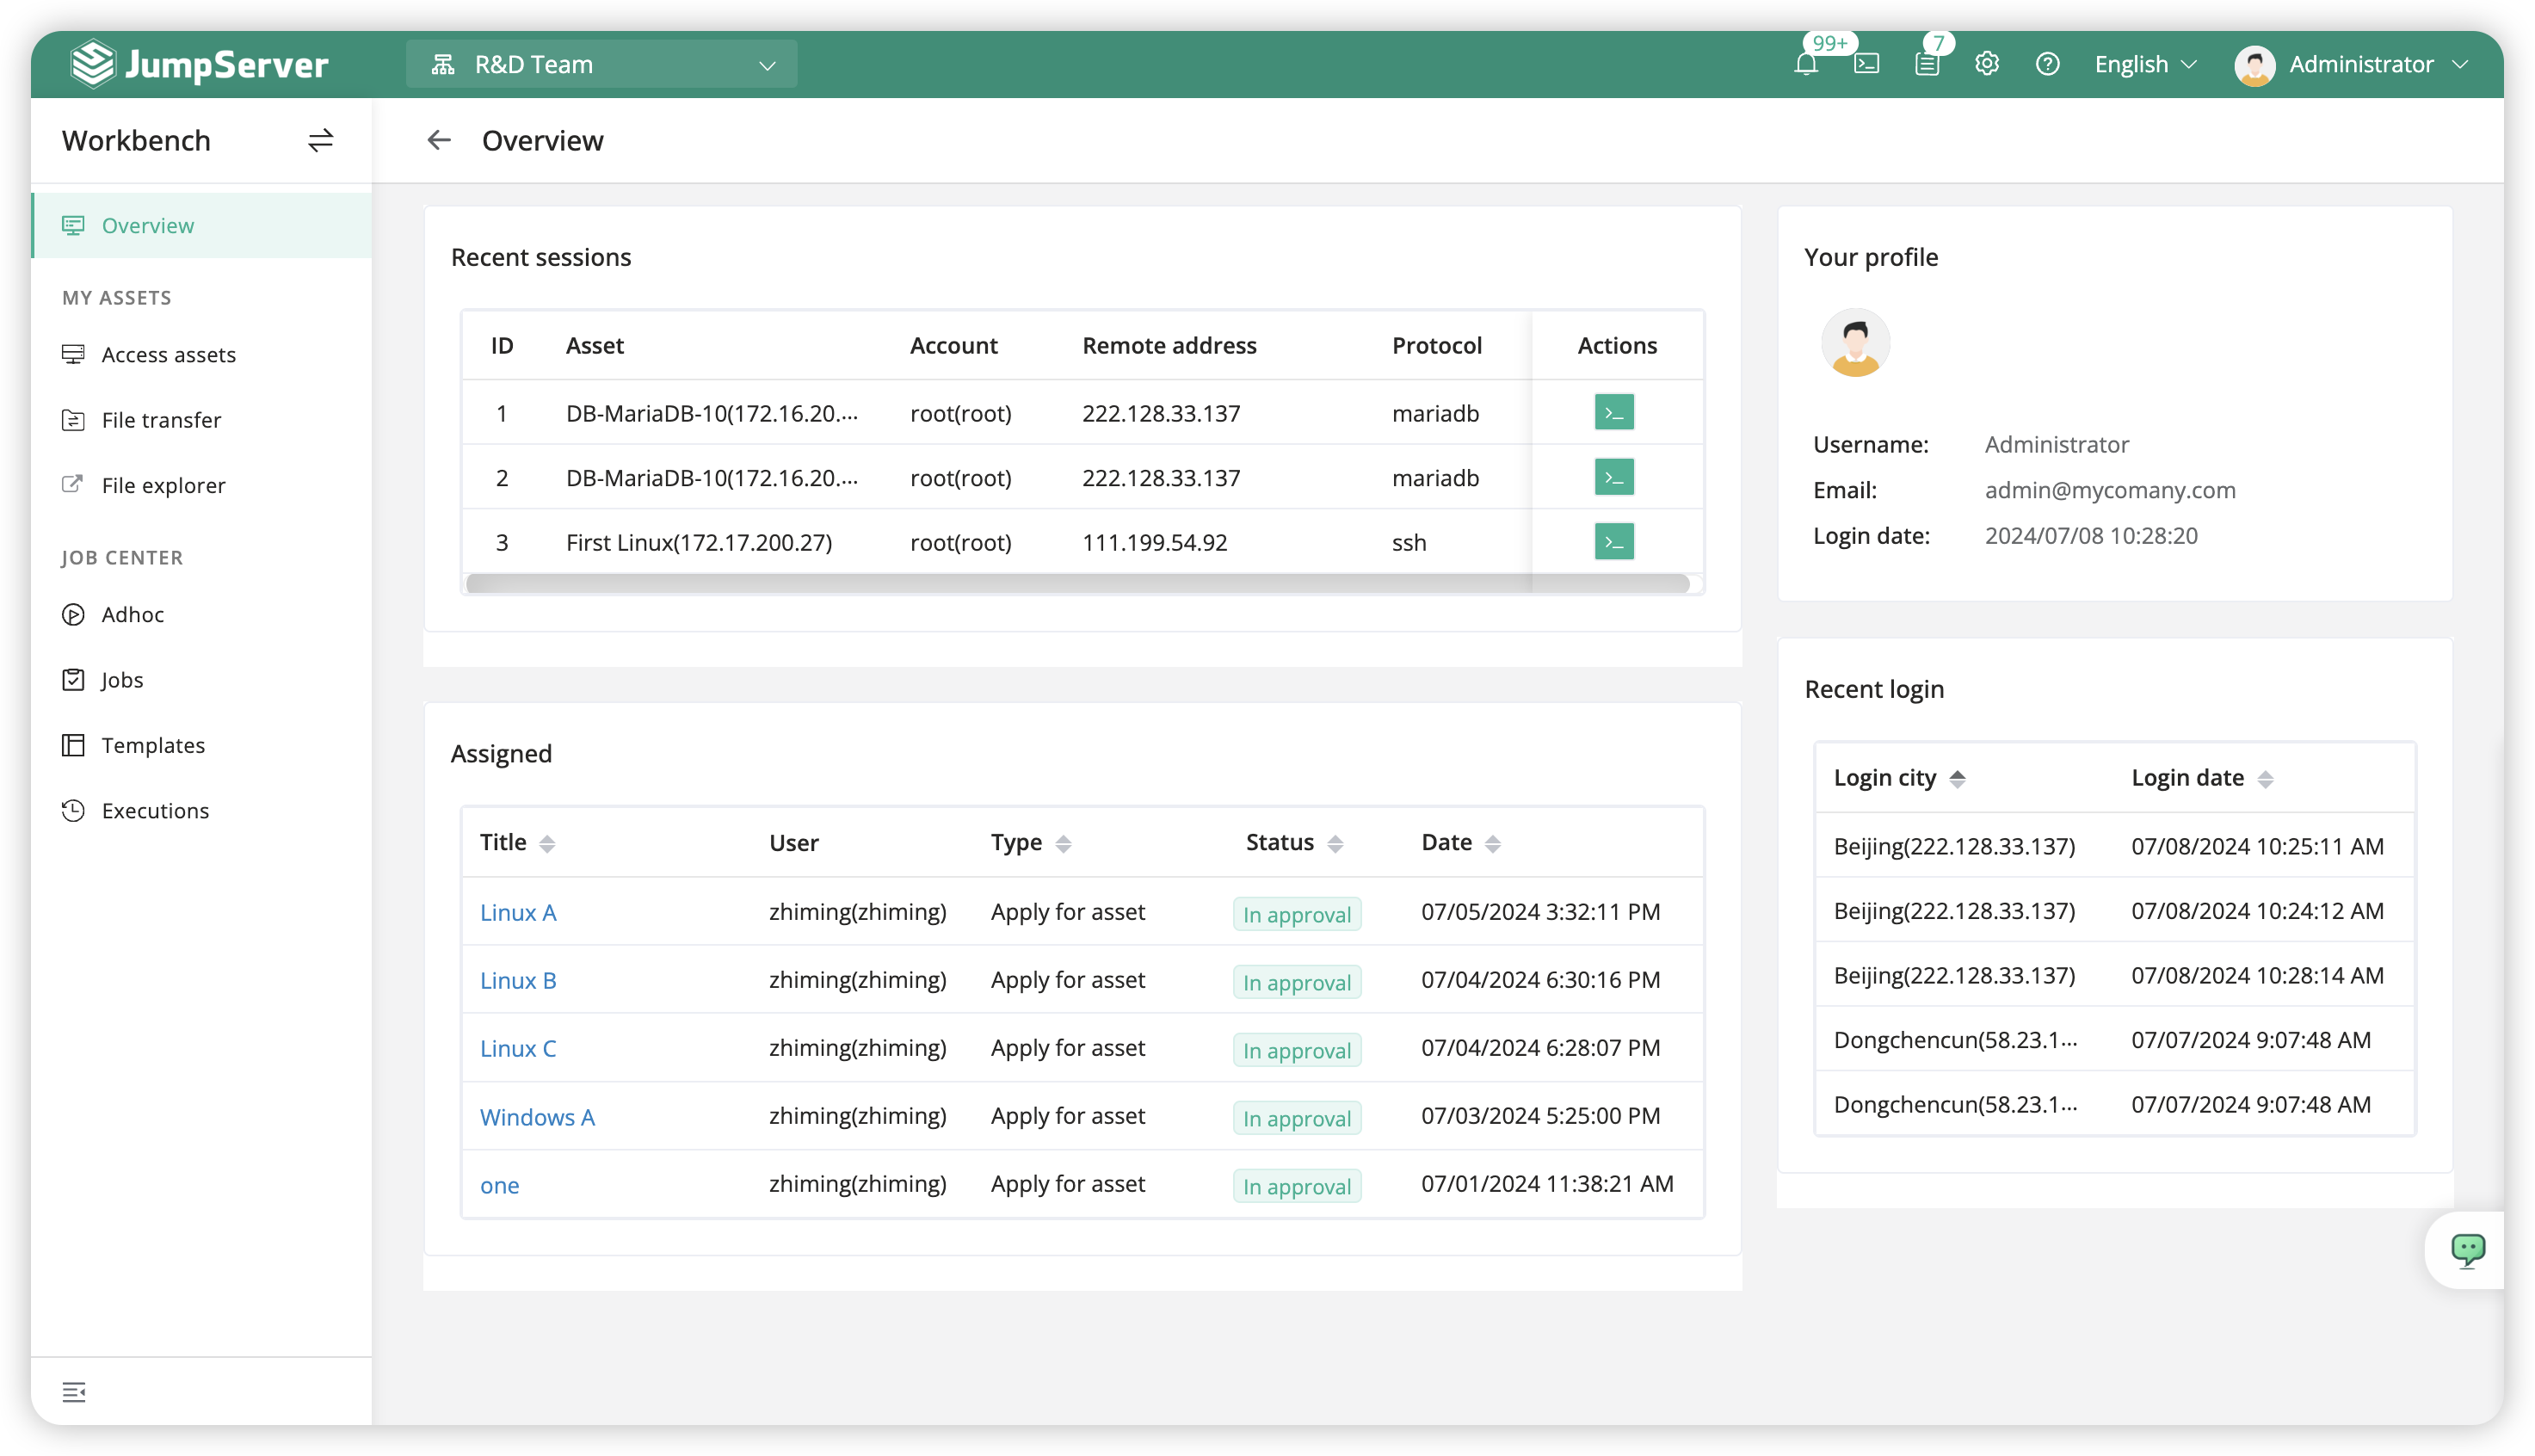 JumpServer
R&D Team
99+
7
English
Administrator
Workbench
Overview
Overview
MY ASSETS
Access assets
File transfer
File explorer
JOB CENTER
Adhoc
Jobs
Templates
Executions
Recent sessions
ID Asset Account Remote address Protocol Actions
1 DB-MariaDB-10(172.16.20.... root(root) 222.128.33.137 mariadb
2 DB-MariaDB-10(172.16.20.... root(root) 222.128.33.137 mariadb
3 First Linux(172.17.200.27) root(root) 111.199.54.92 ssh
Assigned
Title User Type Status Date
Linux A zhiming(zhiming) Apply for asset In approval 07/05/2024 3:32:11 PM
Linux B zhiming(zhiming) Apply for asset In approval 07/04/2024 6:30:16 PM
Linux C zhiming(zhiming) Apply for asset In approval 07/04/2024 6:28:07 PM
Windows A zhiming(zhiming) Apply for asset In approval 07/03/2024 5:25:00 PM
one zhiming(zhiming) Apply for asset In approval 07/01/2024 11:38:21 AM
Your profile
Username: Administrator
Email: admin@mycomany.com
Login date: 2024/07/08 10:28:20
Recent login
Login city Login date
Beijing(222.128.33.137) 07/08/2024 10:25:11 AM
Beijing(222.128.33.137) 07/08/2024 10:24:12 AM
Beijing(222.128.33.137) 07/08/2024 10:28:14 AM
Dongchencun(58.23.1... 07/07/2024 9:07:48 AM
Dongchencun(58.23.1... 07/07/2024 9:07:48 AM